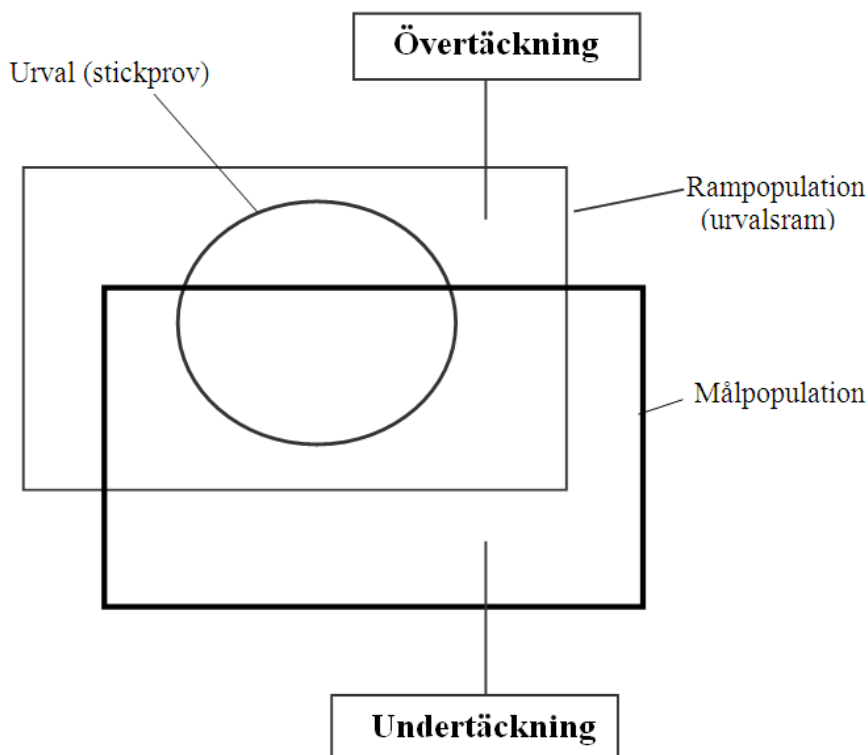 Övertäckning
Urval (stickprov)
Rampopulation
(urvalsram)
Målpopulation
Undertäckning